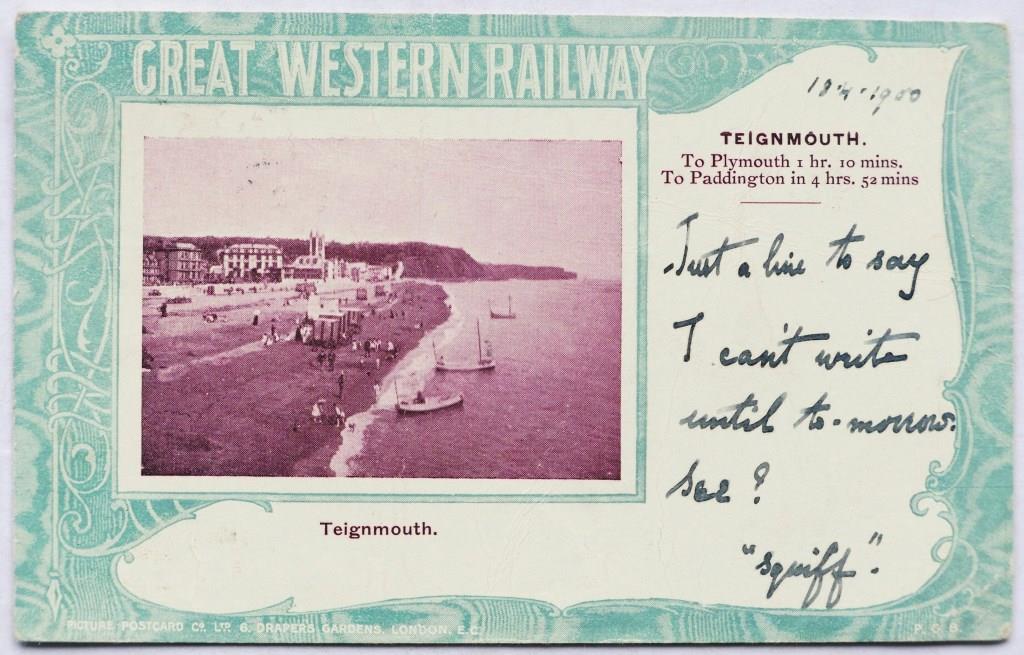 GREAT WESTERN RAILWAY
18·4·1900
TEIGNMOUTH.
To Plymouth 1 hr. 10 mins.
To Paddington in 4 hrs. 52 mins
Just a line to say
I can't write
until to-morrow.
See?
"Squiff".
Teignmouth.
PICTURE POSTCARD Co. LTD. 6, DRAPERS GARDENS, LONDON, E.C.
P. G. B.